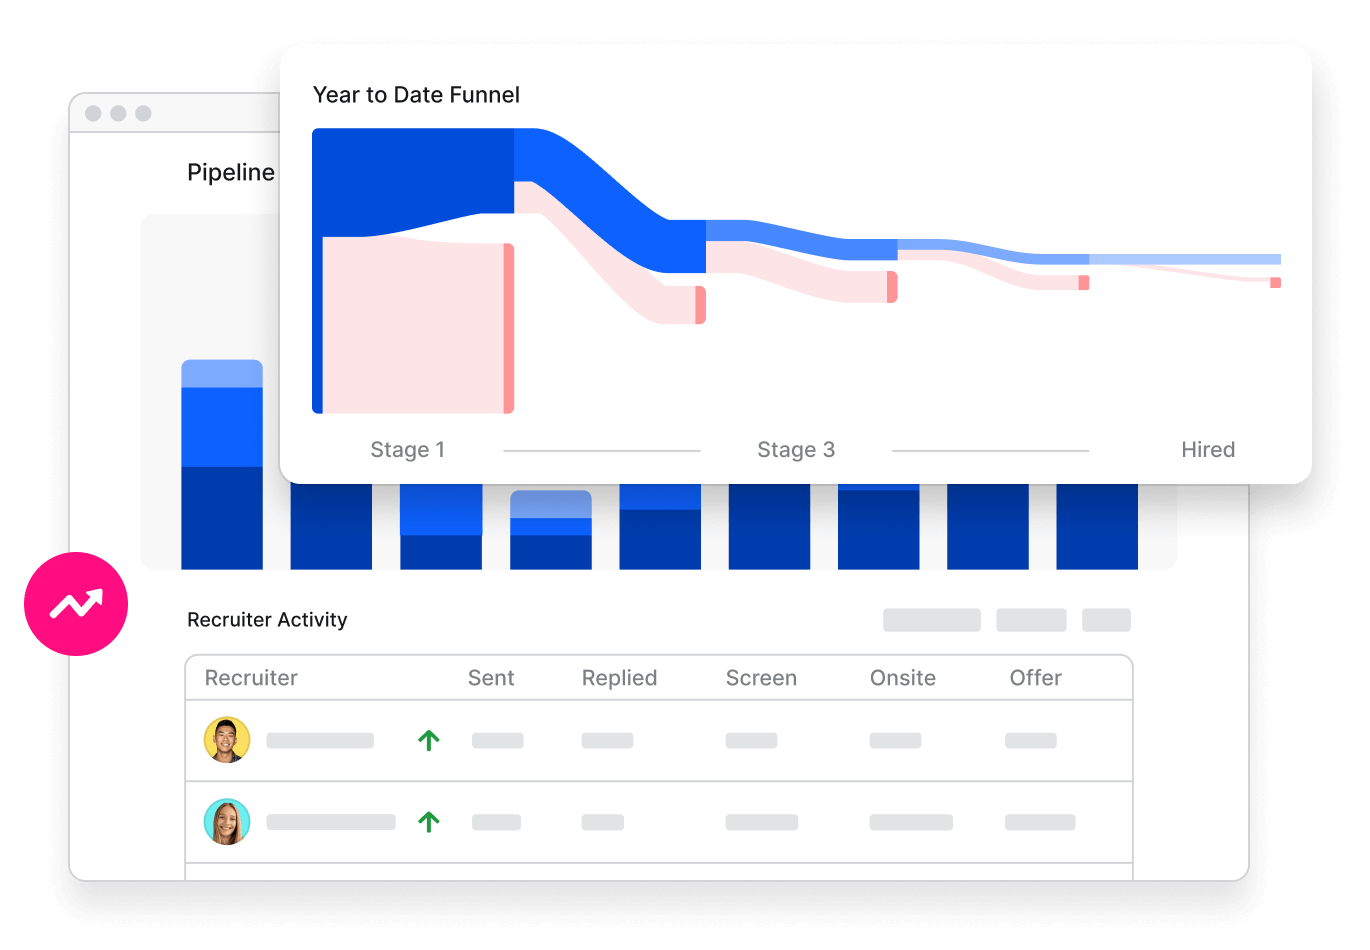 Year to Date Funnel
Pipeline
Stage 1
Stage 3
Hired
Recruiter Activity
Recruiter Sent Replied Screen Onsite Offer